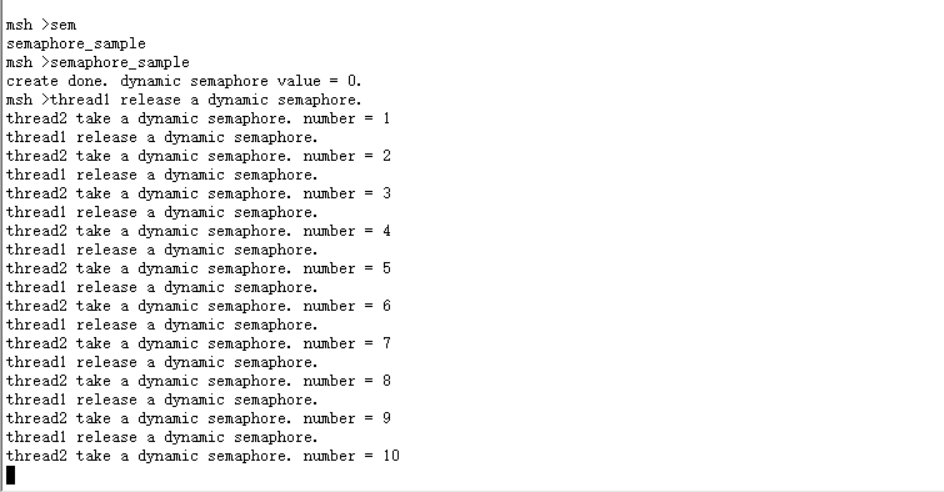 msh >sem
semaphore_sample
msh >semaphore_sample
create done. dynamic semaphore value = 0.
msh >thread1 release a dynamic semaphore.
thread2 take a dynamic semaphore. number = 1
thread1 release a dynamic semaphore.
thread2 take a dynamic semaphore. number = 2
thread1 release a dynamic semaphore.
thread2 take a dynamic semaphore. number = 3
thread1 release a dynamic semaphore.
thread2 take a dynamic semaphore. number = 4
thread1 release a dynamic semaphore.
thread2 take a dynamic semaphore. number = 5
thread1 release a dynamic semaphore.
thread2 take a dynamic semaphore. number = 6
thread1 release a dynamic semaphore.
thread2 take a dynamic semaphore. number = 7
thread1 release a dynamic semaphore.
thread2 take a dynamic semaphore. number = 8
thread1 release a dynamic semaphore.
thread2 take a dynamic semaphore. number = 9
thread1 release a dynamic semaphore.
thread2 take a dynamic semaphore. number = 10